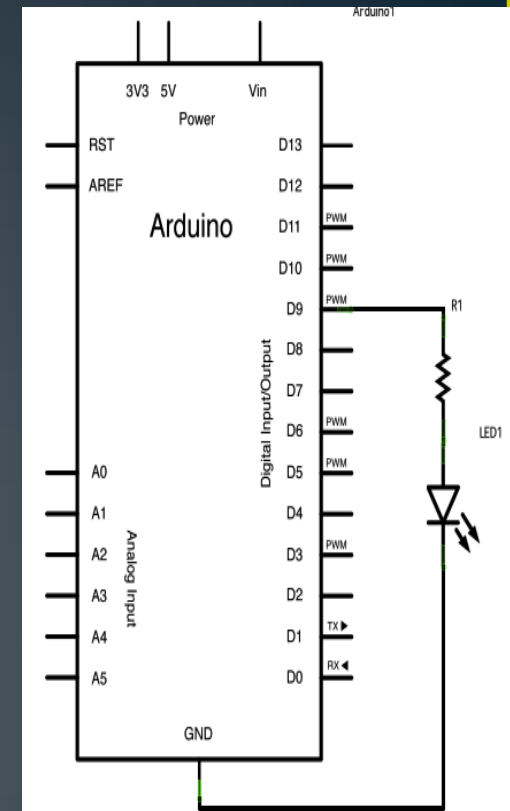 Arduino1
3V3 5V Vin
Power
RST D13
AREF D12
Arduino
D11 PWM
D10 PWM
D9 PWM
R1
D8
Digital Input/Output
D7
D6 PWM
LED1
A0 D5 PWM
A1 D4
Analog Input
A2 D3 PWM
A3 D2
A4 D1 TX
A5 D0 RX
GND